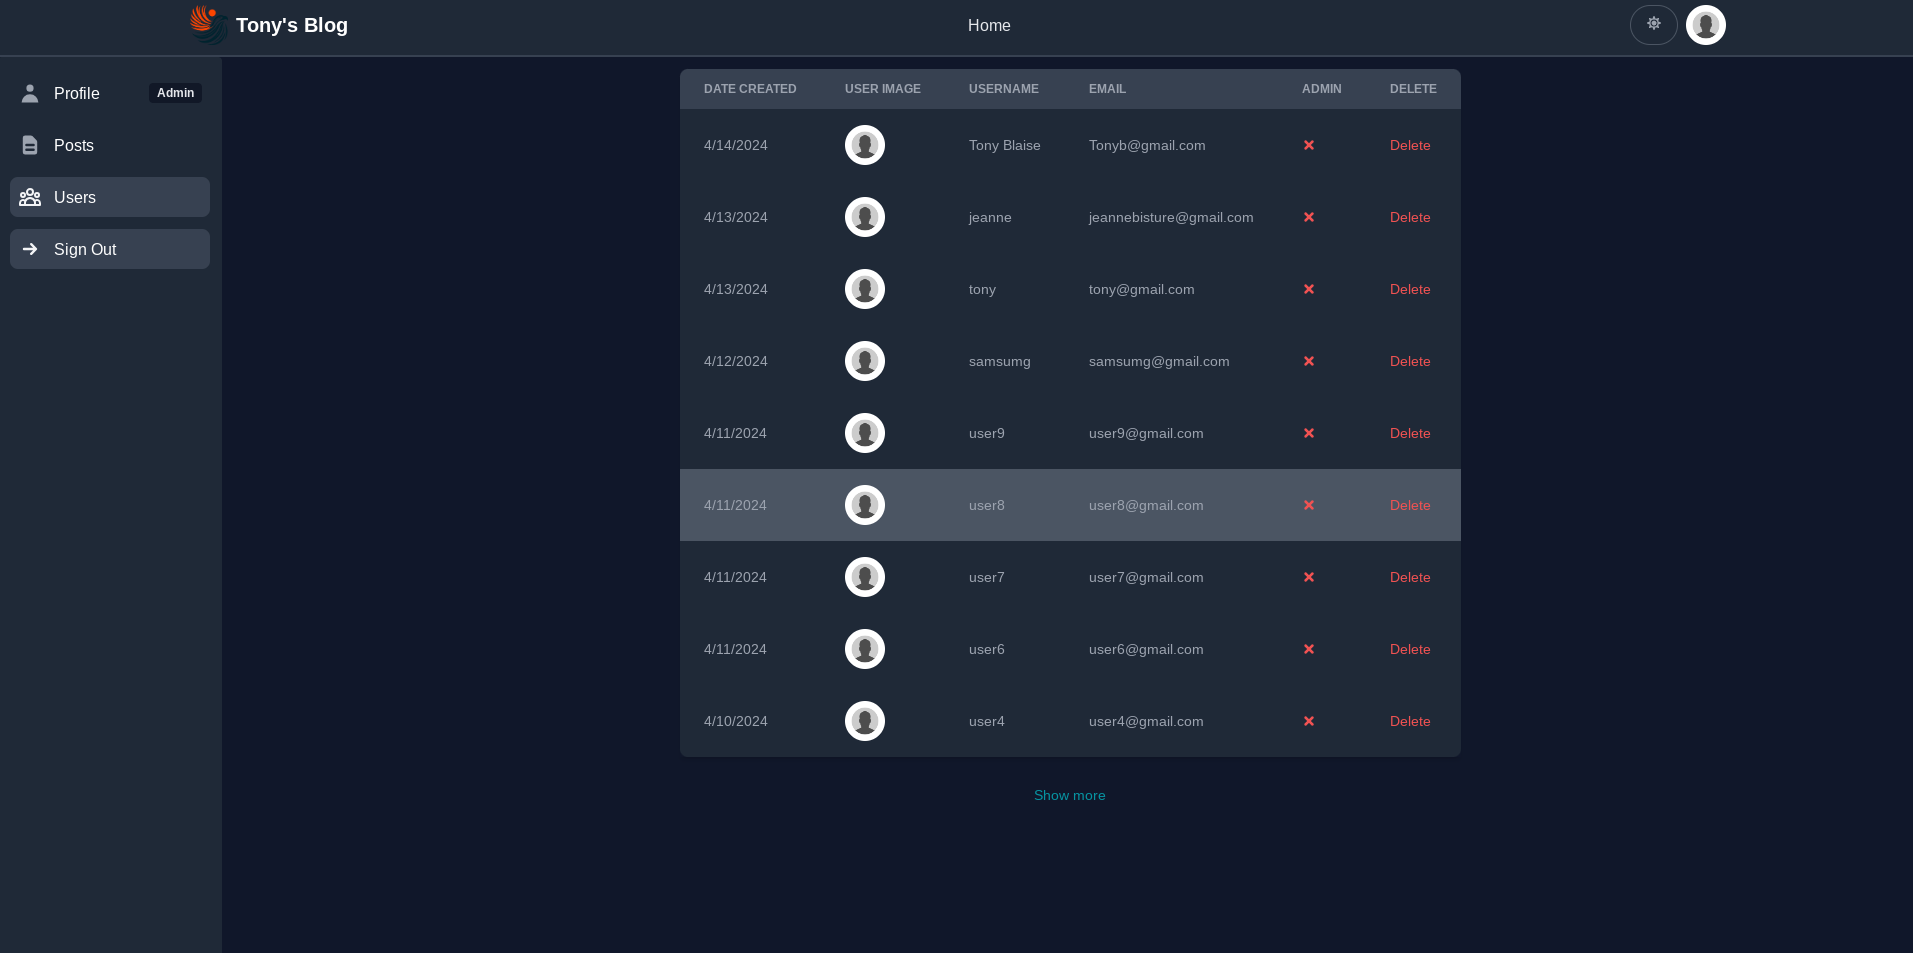 Tony's Blog Home
Profile Admin
Posts
Users
Sign Out
DATE CREATED USER IMAGE USERNAME EMAIL ADMIN DELETE
4/14/2024 Tony Blaise Tonyb@gmail.com Delete
4/13/2024 jeanne jeannebisture@gmail.com Delete
4/13/2024 tony tony@gmail.com Delete
4/12/2024 samsumg samsumg@gmail.com Delete
4/11/2024 user9 user9@gmail.com Delete
4/11/2024 user8 user8@gmail.com Delete
4/11/2024 user7 user7@gmail.com Delete
4/11/2024 user6 user6@gmail.com Delete
4/10/2024 user4 user4@gmail.com Delete
Show more